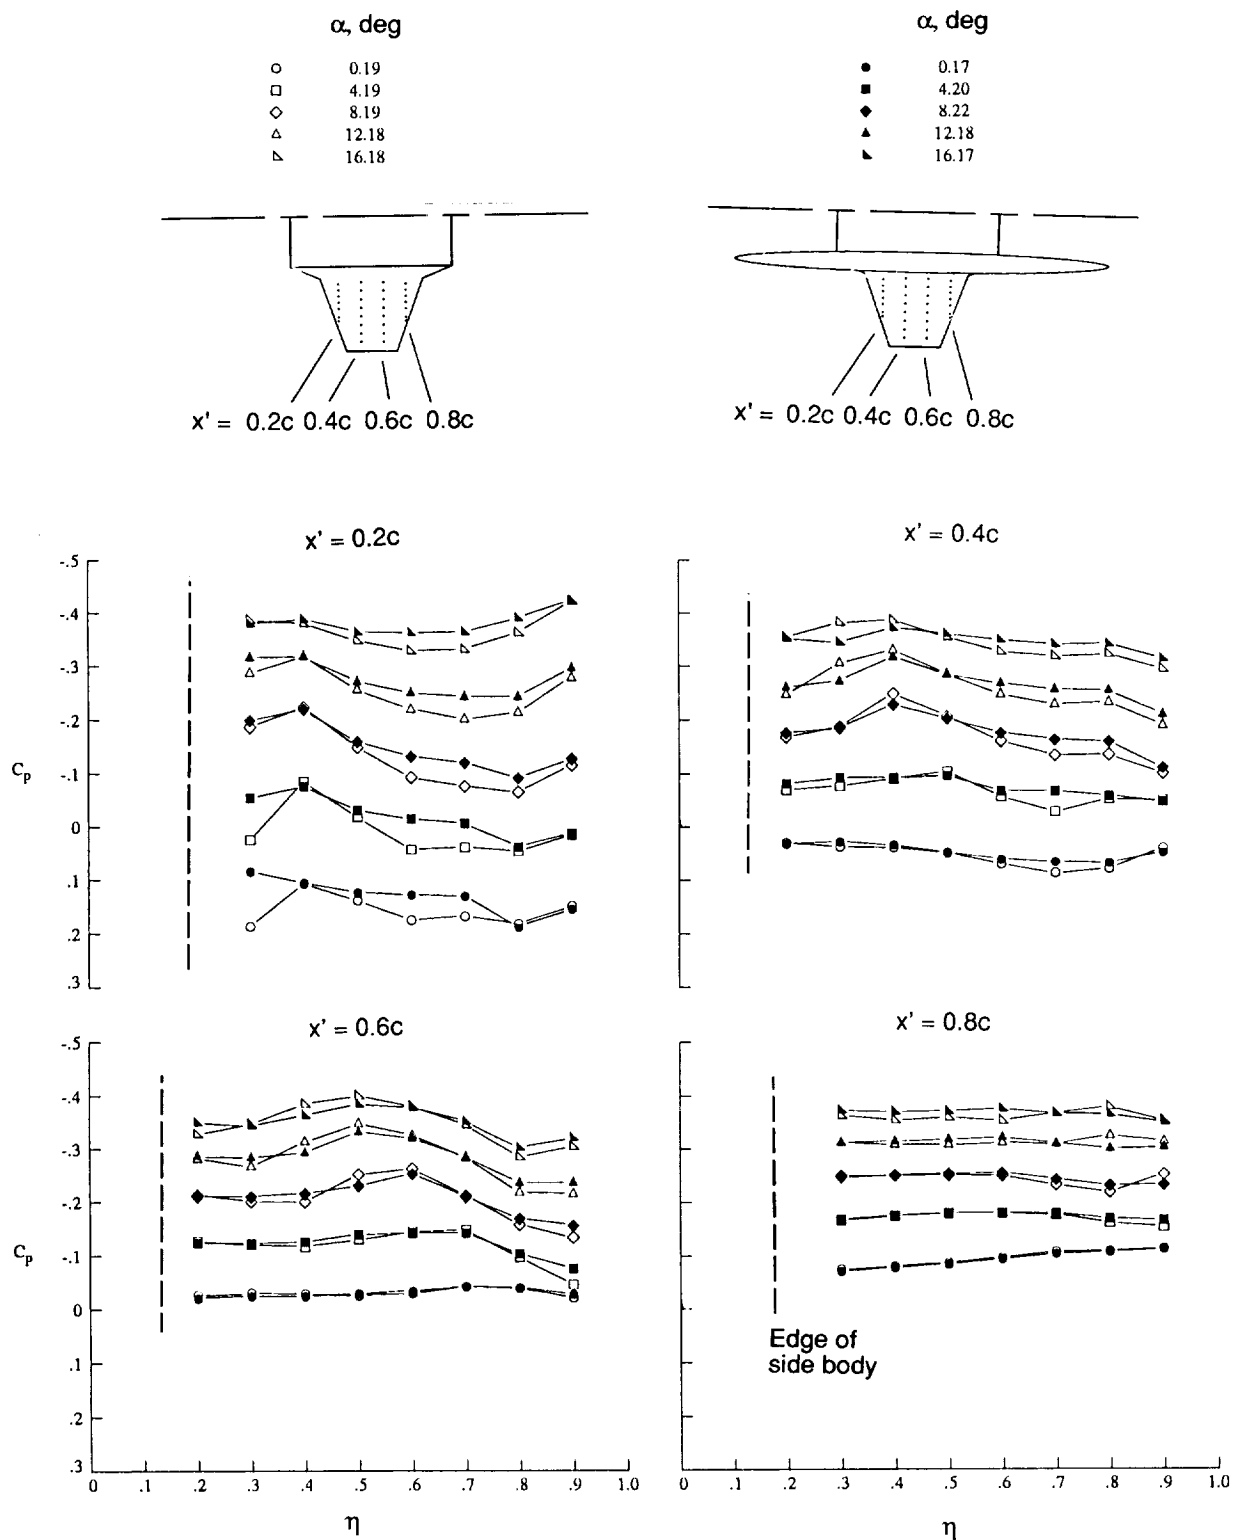 α, deg
0.19
4.19
8.19
12.18
16.18
α, deg
0.17
4.20
8.22
12.18
16.17
x' = 0.2c 0.4c 0.6c 0.8c
x' = 0.2c 0.4c 0.6c 0.8c
x' = 0.2c
-.5
-.4
-.3
-.2
-.1
0
.1
.2
.3
Cp
x' = 0.4c
x' = 0.6c
-.5
-.4
-.3
-.2
-.1
0
.1
.2
.3
Cp
0 .1 .2 .3 .4 .5 .6 .7 .8 .9 1.0
η
x' = 0.8c
Edge of
side body
0 .1 .2 .3 .4 .5 .6 .7 .8 .9 1.0
η